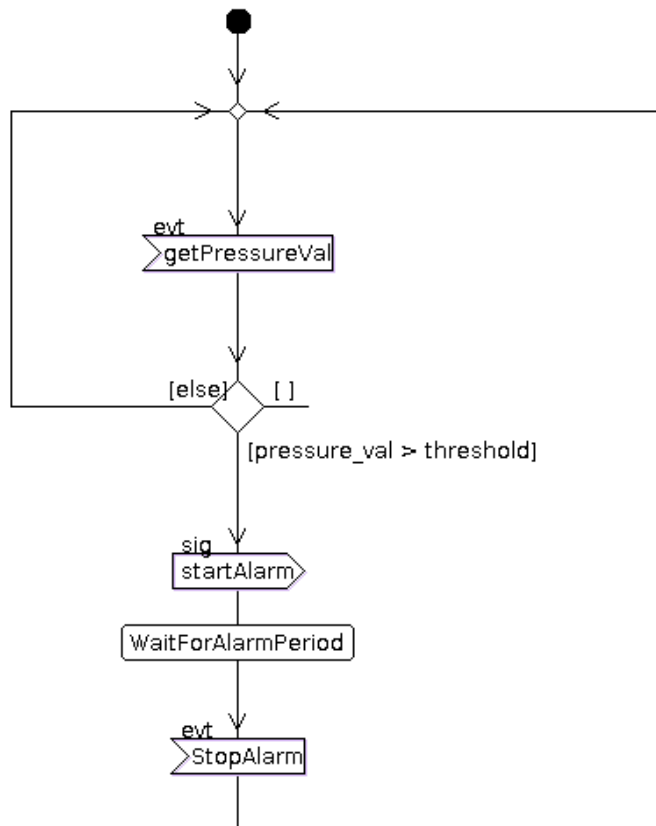 evt
getPressureVal
[else] [ ]
[pressure_val > threshold]
sig
startAlarm
WaitForAlarmPeriod
evt
StopAlarm